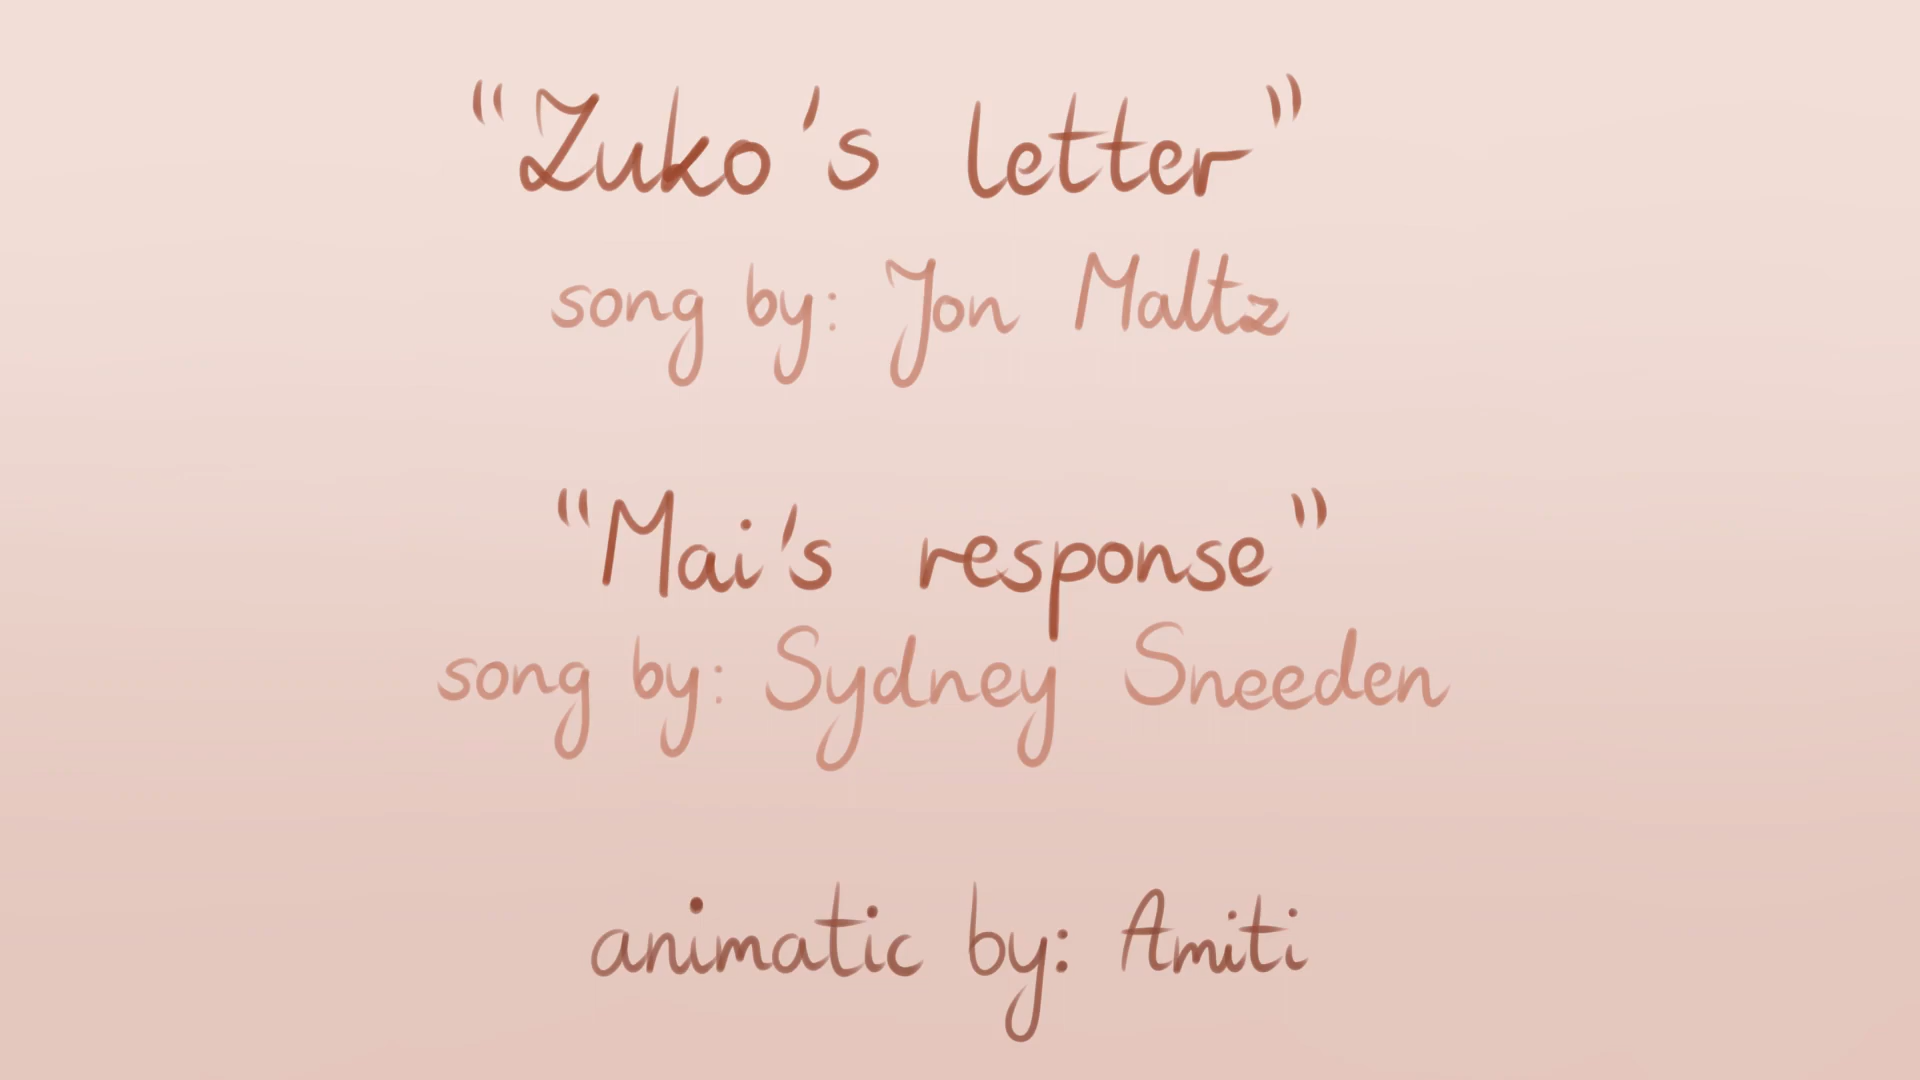 "Zuko's letter"
song by: Jon Maltz
"Mai's response"
song by: Sydney Sneeden
animatic by: Amiti